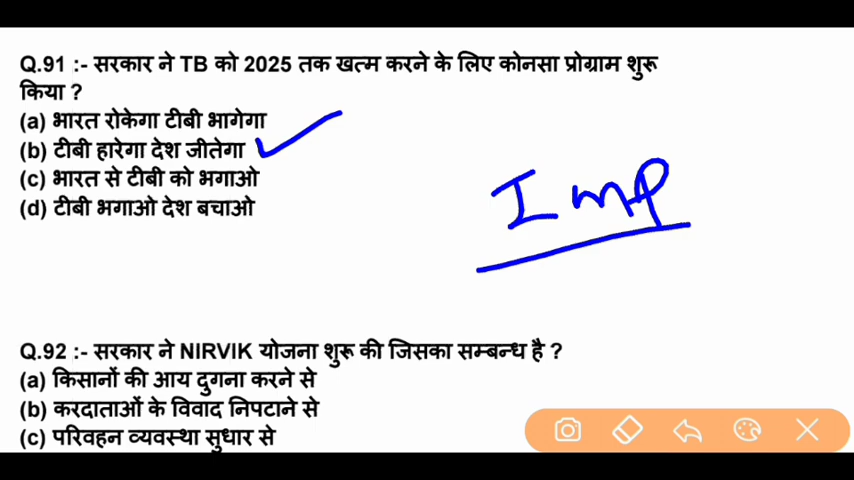 Q.91 :- सरकार ने TB को 2025 तक खत्म करने के लिए कोनसा प्रोग्राम शुरू
किया ?
(a) भारत रोकेगा टीबी भागेगा
(b) टीबी हारेगा देश जीतेगा
(c) भारत से टीबी को भगाओ
(d) टीबी भगाओ देश बचाओ
Imp
Q.92 :- सरकार ने NIRVIK योजना शुरू की जिसका सम्बन्ध है ?
(a) किसानों की आय दुगना करने से
(b) करदाताओं के विवाद निपटाने से
(c) परिवहन व्यवस्था सुधार से